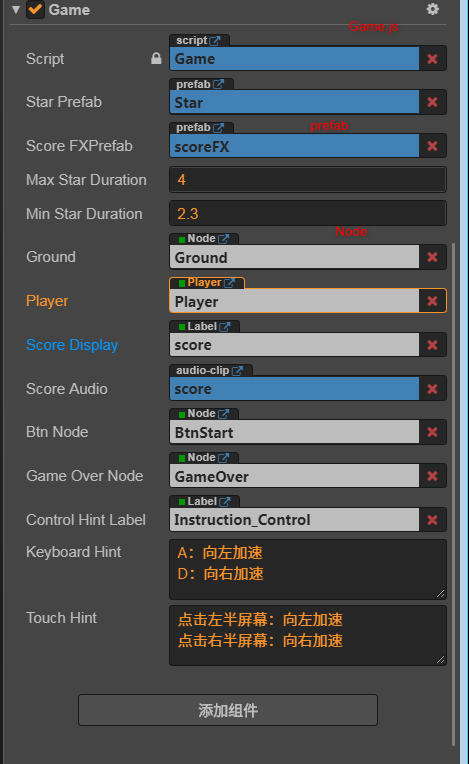 Game
Game.js
script
Script
Game
prefab
Star Prefab
Star
prefab
prefab
Score FXPrefab
scoreFX
Max Star Duration
4
Min Star Duration
2.3
Node
Node
Ground
Ground
Player
Player
Player
Label
Score Display
score
audio-clip
Score Audio
score
Node
Btn Node
BtnStart
Node
Game Over Node
GameOver
Label
Control Hint Label
Instruction_Control
Keyboard Hint
A：向左加速
D：向右加速
Touch Hint
点击左半屏幕：向左加速
点击右半屏幕：向右加速
添加组件